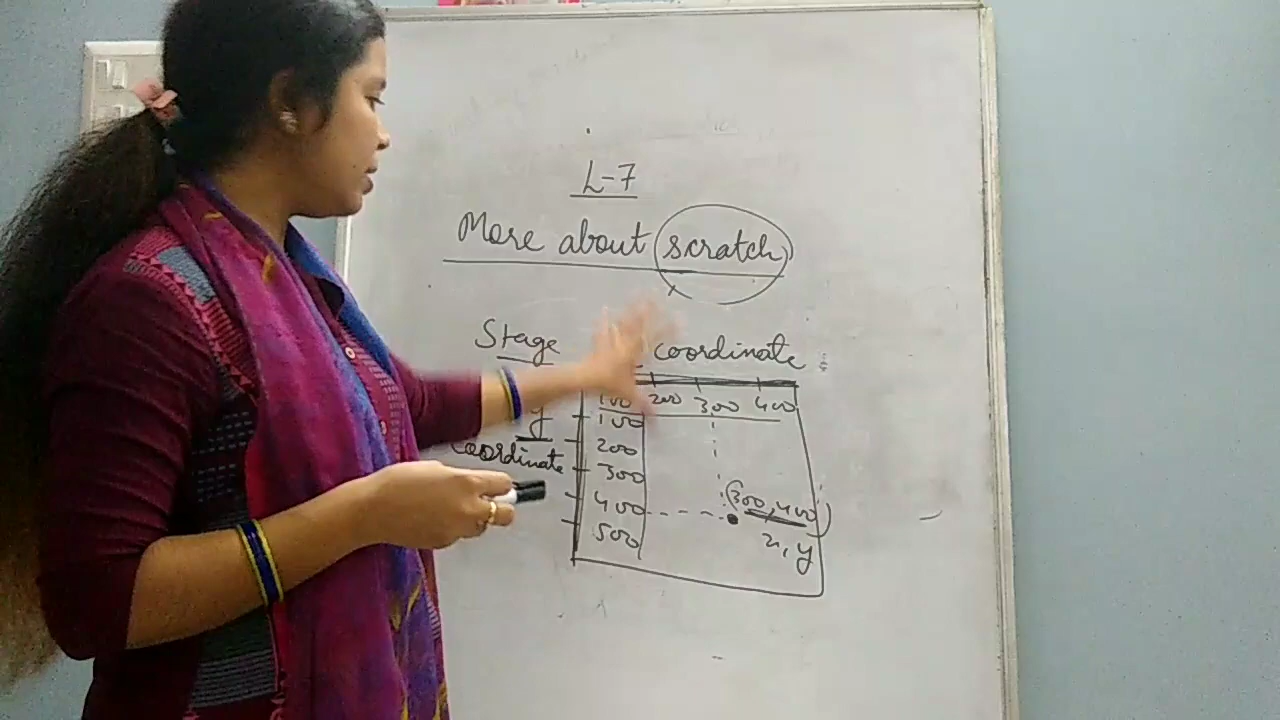 L-7
More about scratch
Stage
coordinate
100 200 300 400
y
coordinate
100
200
300
400
500
(300, 400)
x, y